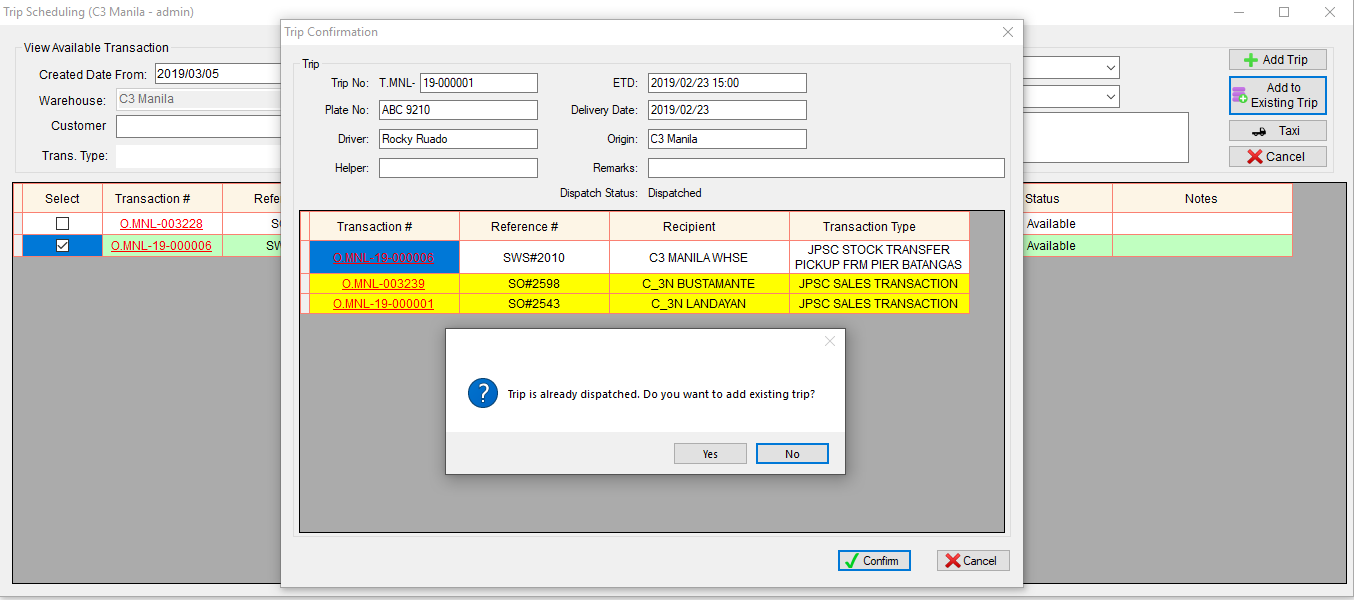 Trip Scheduling (C3 Manila - admin)
View Available Transaction
Created Date From: 2019/03/05
Warehouse: C3 Manila
Customer
Trans. Type:
Add Trip
Add to
Existing Trip
Taxi
Cancel
Select Transaction # Refe Status Notes
O.MNL-003228 S Available
O.MNL-19-000006 SW Available
Trip Confirmation
Trip
Trip No: T.MNL- 19-000001 ETD: 2019/02/23 15:00
Plate No: ABC 9210 Delivery Date: 2019/02/23
Driver: Rocky Ruado Origin: C3 Manila
Helper: Remarks:
Dispatch Status: Dispatched
Transaction # Reference # Recipient Transaction Type
O.MNL-19-000006 SWS#2010 C3 MANILA WHSE JPSC STOCK TRANSFER
PICKUP FRM PIER BATANGAS
O.MNL-003239 SO#2598 C_3N BUSTAMANTE JPSC SALES TRANSACTION
O.MNL-19-000001 SO#2543 C_3N LANDAYAN JPSC SALES TRANSACTION
Trip is already dispatched. Do you want to add existing trip?
Yes No
Confirm Cancel